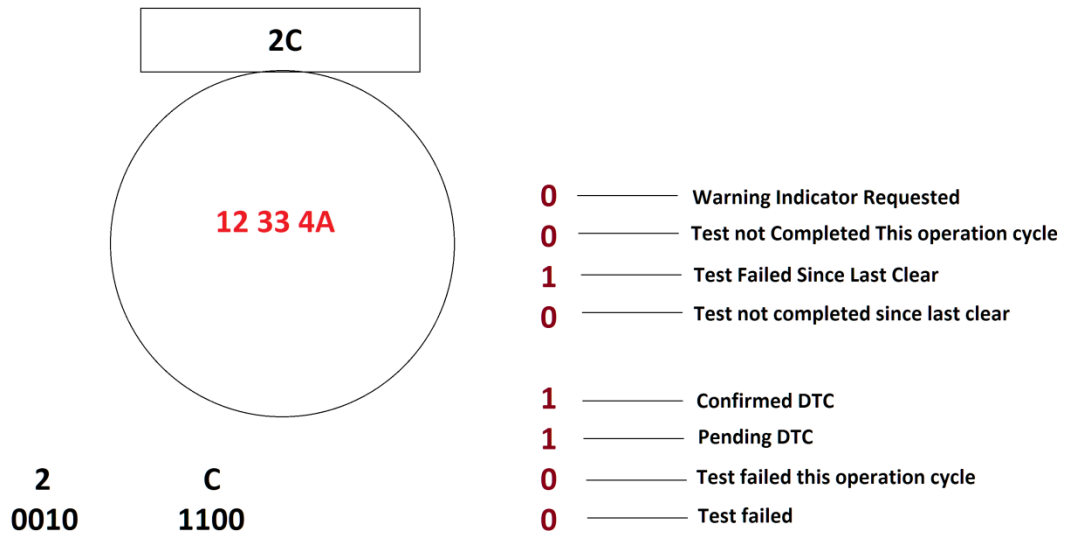 2C
12 33 4A
0 Warning Indicator Requested
0 Test not Completed This operation cycle
1 Test Failed Since Last Clear
0 Test not completed since last clear
1 Confirmed DTC
1 Pending DTC
0 Test failed this operation cycle
0 Test failed
2 C
0010 1100